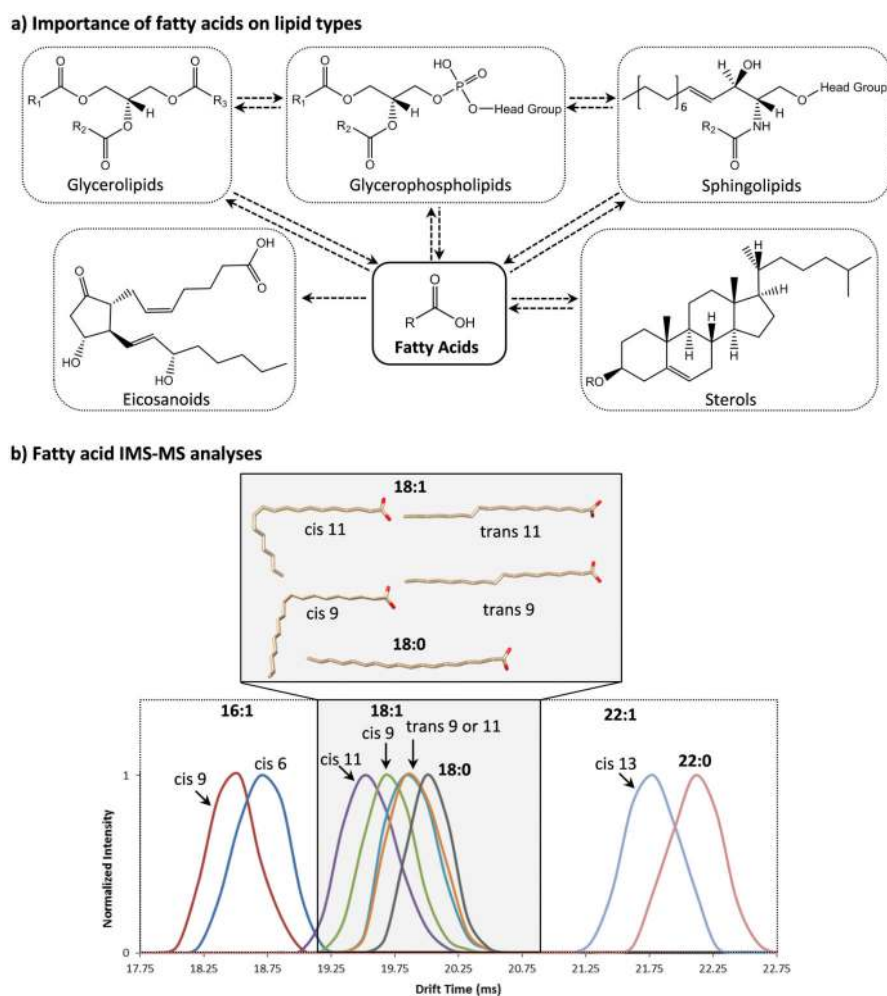 a) Importance of fatty acids on lipid types
O
O
R₁
O
O
R₃
H
R₂
O
O
Glycerolipids
O
R₁
O
HO
O
P
O
O
Head Group
H
R₂
O
O
Glycerophospholipids
H
OH
6
O
Head Group
H
R₂
NH
O
Sphingolipids
O
OH
O
HO
HO
Eicosanoids
O
R
OH
Fatty Acids
H
H
H
H
H
RO
Sterols
b) Fatty acid IMS-MS analyses
18:1
cis 11
trans 11
cis 9
trans 9
18:0
16:1
18:1
22:1
cis 9
cis 6
cis 11
cis 9
trans 9 or 11
18:0
cis 13
22:0
Normalized Intensity
1
0
17.75 18.25 18.75 19.25 19.75 20.25 20.75 21.25 21.75 22.25 22.75
Drift Time (ms)